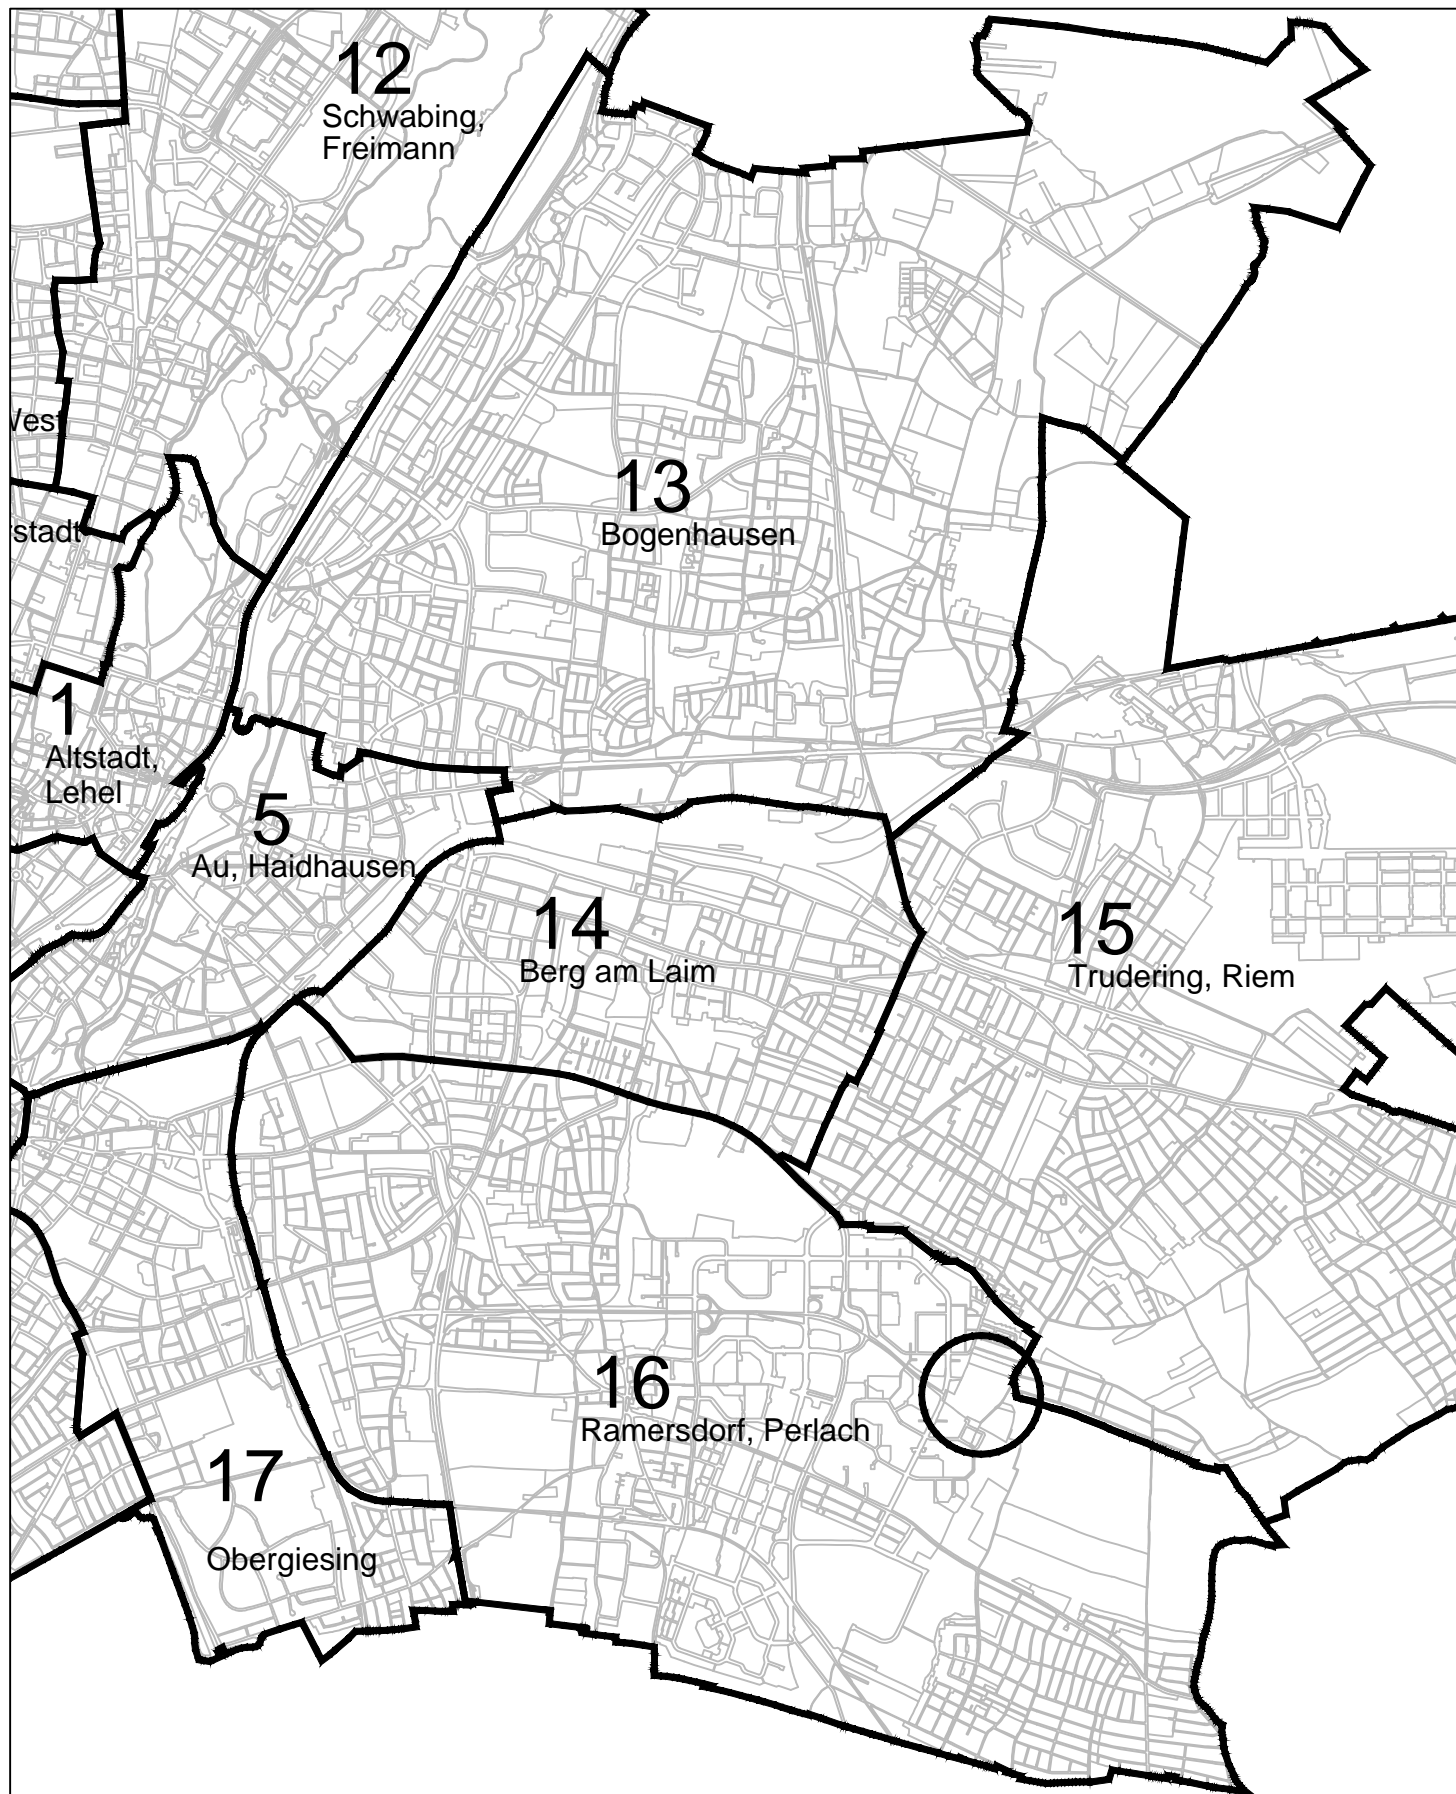 12
Schwabing,
Freimann
West
13
Bogenhausen
rstadt
1
Altstadt,
Lehel
5
Au, Haidhausen
14
Berg am Laim
15
Trudering, Riem
16
Ramersdorf, Perlach
17
Obergiesing